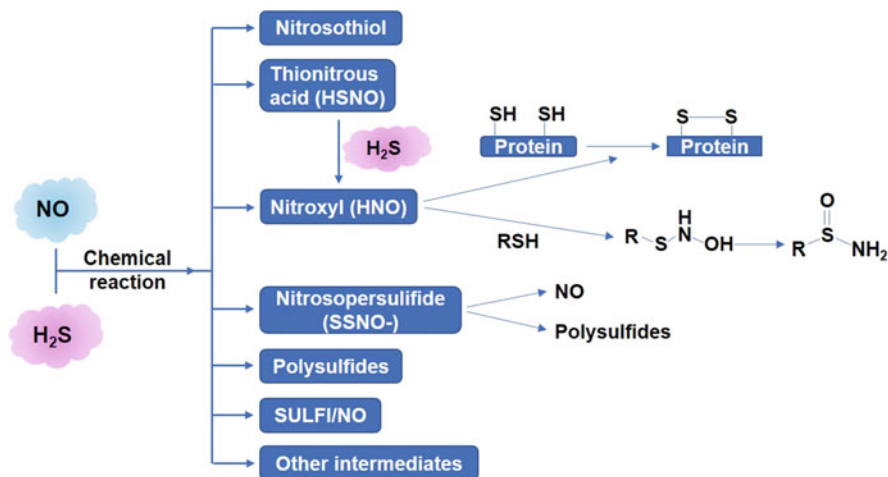 Nitrosothiol
Thionitrous
acid (HSNO)
H₂S
SH SH
Protein
S S
Protein
NO
Chemical
reaction
H₂S
Nitroxyl (HNO)
RSH
R S H N OH
O
R S NH₂
Nitrosopersulifide
(SSNO-)
NO
Polysulfides
Polysulfides
SULFI/NO
Other intermediates